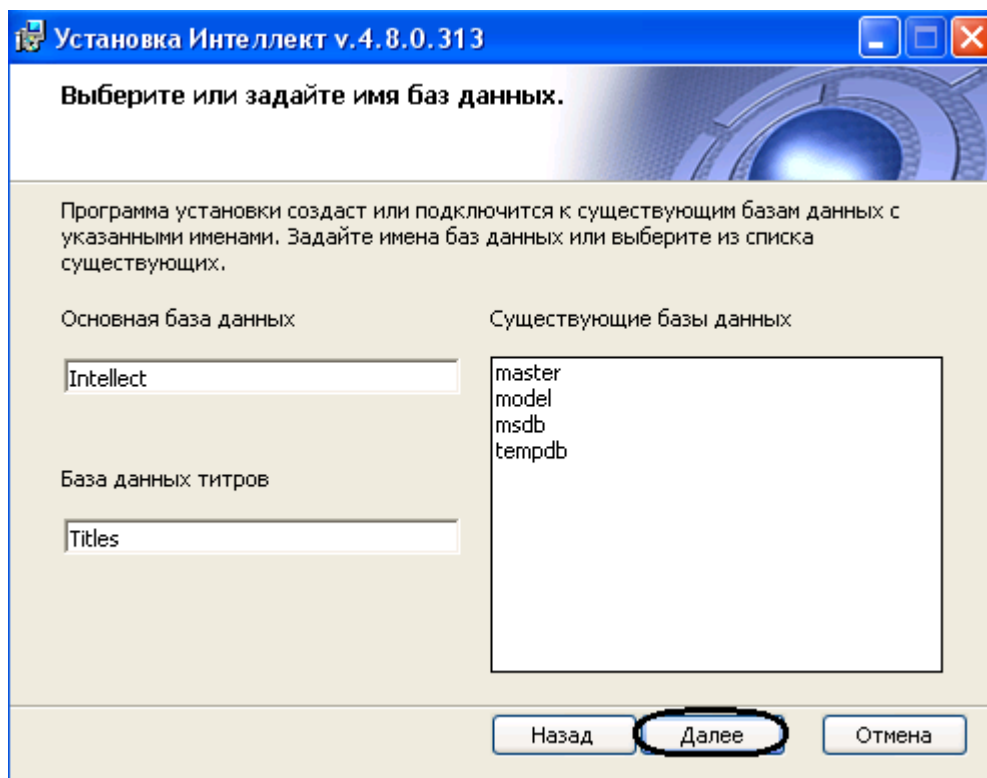 Установка Интеллект v.4.8.0.313
Выберите или задайте имя баз данных.
Программа установки создаст или подключится к существующим базам данных с
указанными именами. Задайте имена баз данных или выберите из списка
существующих.
Основная база данных
Intellect
База данных титров
Titles
Существующие базы данных
master
model
msdb
tempdb
Назад
Далее
Отмена